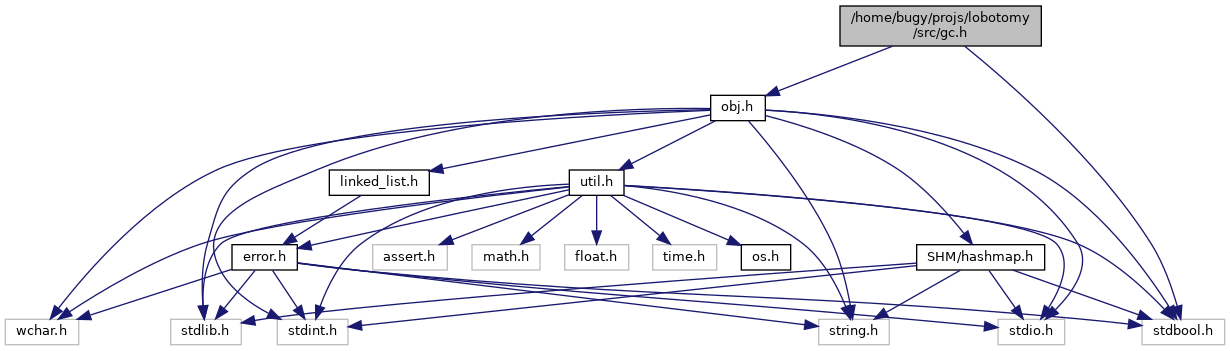 /home/bugy/projs/lobotomy
/src/gc.h
obj.h
linked_list.h
util.h
error.h
assert.h
math.h
float.h
time.h
os.h
SHM/hashmap.h
wchar.h
stdlib.h
stdint.h
string.h
stdio.h
stdbool.h